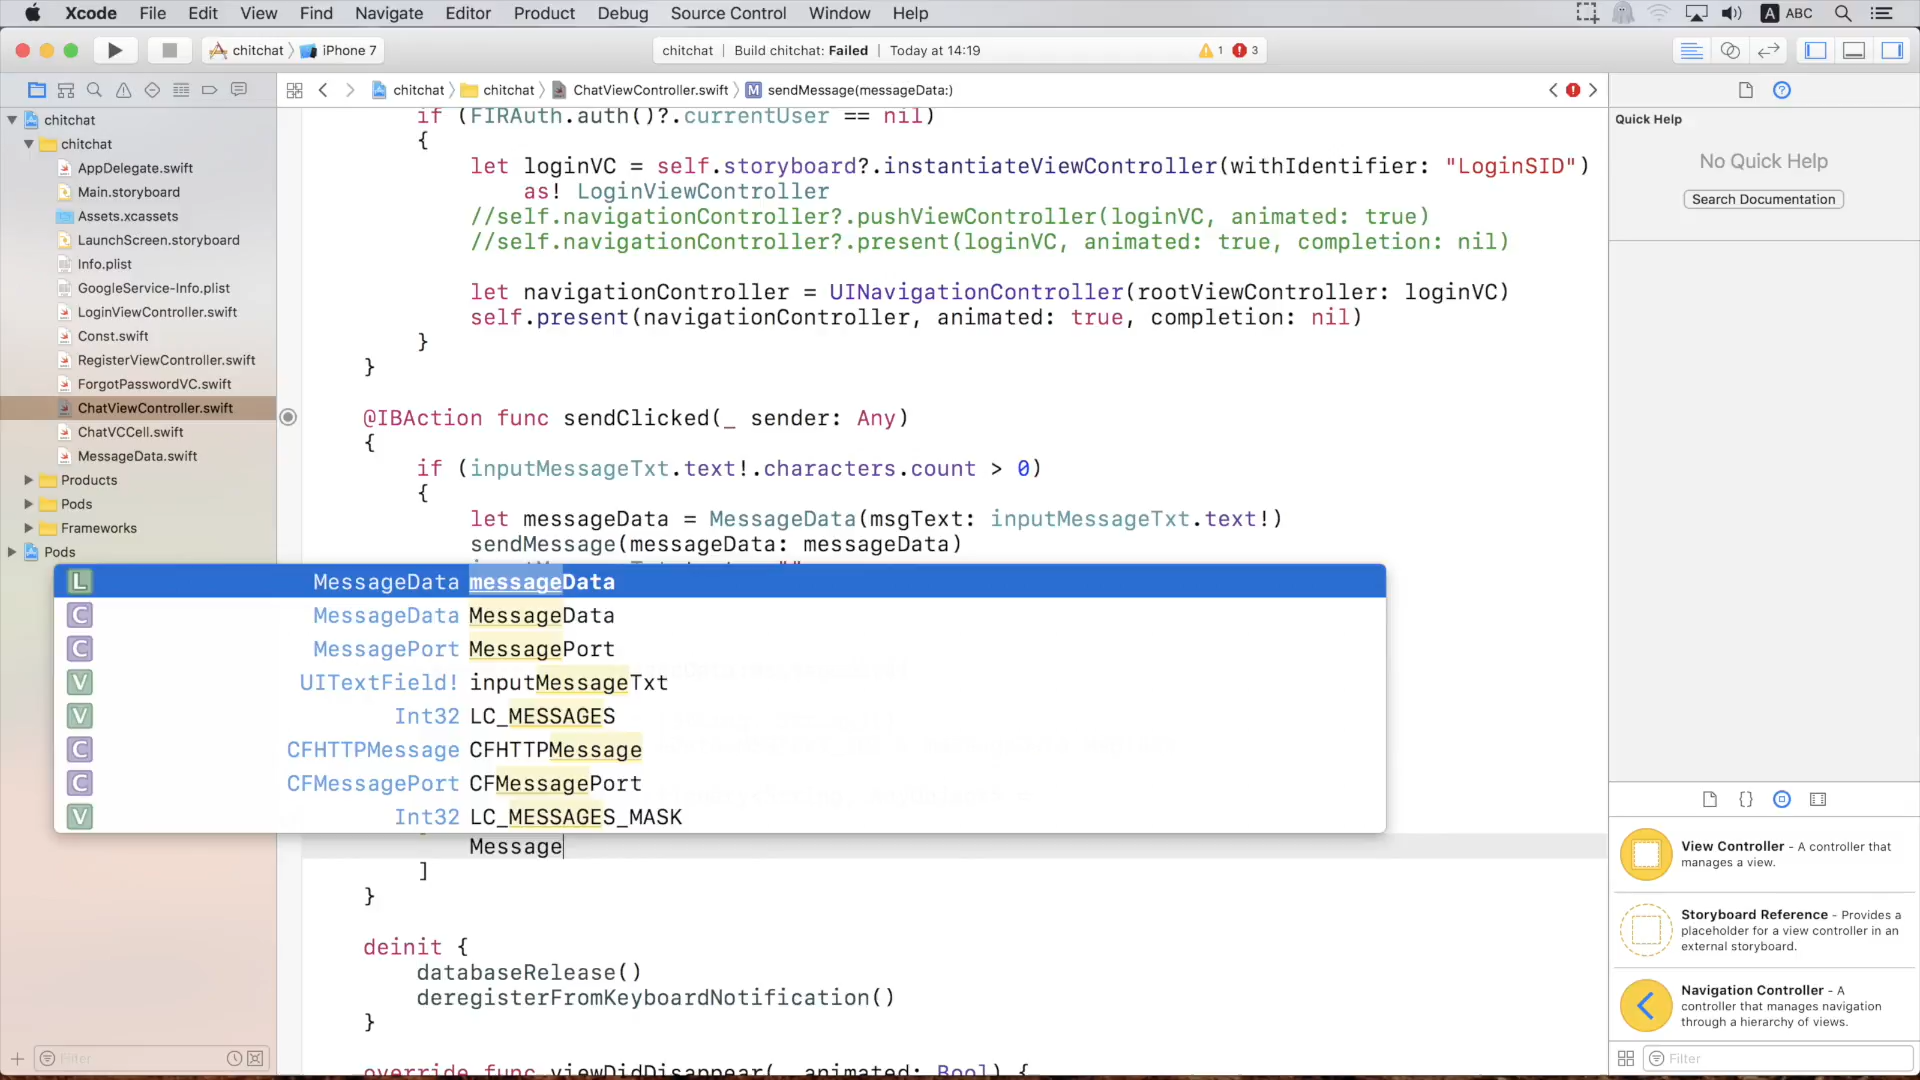 Xcode File Edit View Find Navigate Editor Product Debug Source Control Window Help A ABC
chitchat iPhone 7
chitchat | Build chitchat: Failed | Today at 14:19 1 3
chitchat chitchat ChatViewController.swift M sendMessage(messageData:)
chitchat
chitchat
AppDelegate.swift
Main.storyboard
Assets.xcassets
LaunchScreen.storyboard
Info.plist
GoogleService-Info.plist
LoginViewController.swift
Const.swift
RegisterViewController.swift
ForgotPasswordVC.swift
ChatViewController.swift
ChatVCCell.swift
MessageData.swift
Products
Pods
Frameworks
Pods
Filter
if (FIRAuth.auth()?.currentUser == nil)
{
let loginVC = self.storyboard?.instantiateViewController(withIdentifier: "LoginSID")
as! LoginViewController
//self.navigationController?.pushViewController(loginVC, animated: true)
//self.navigationController?.present(loginVC, animated: true, completion: nil)
let navigationController = UINavigationController(rootViewController: loginVC)
self.present(navigationController, animated: true, completion: nil)
}
}
@IBAction func sendClicked(_ sender: Any)
{
if (inputMessageTxt.text!.characters.count > 0)
{
let messageData = MessageData(msgText: inputMessageTxt.text!)
sendMessage(messageData: messageData)
L MessageData messageData
C MessageData MessageData
C MessagePort MessagePort
V UITextField! inputMessageTxt
V Int32 LC_MESSAGES
C CFHTTPMessage CFHTTPMessage
C CFMessagePort CFMessagePort
V Int32 LC_MESSAGES_MASK
Message
]
}
deinit {
databaseRelease()
deregisterFromKeyboardNotification()
}
override func viewDidDisappear(_ animated: Bool) {
Quick Help
No Quick Help
Search Documentation
{}
View Controller - A controller that
manages a view.
Storyboard Reference - Provides a
placeholder for a view controller in an
external storyboard.
Navigation Controller - A
controller that manages navigation
through a hierarchy of views.
Filter